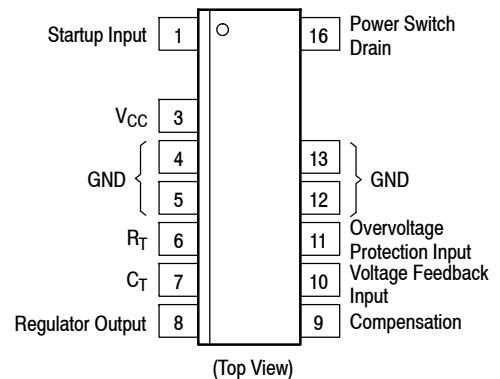 Startup Input 1 16 Power Switch
Drain
VCC 3
4 13
GND GND
5 12
RT 6 11 Overvoltage
Protection Input
CT 7 10 Voltage Feedback
Input
Regulator Output 8 9 Compensation
(Top View)